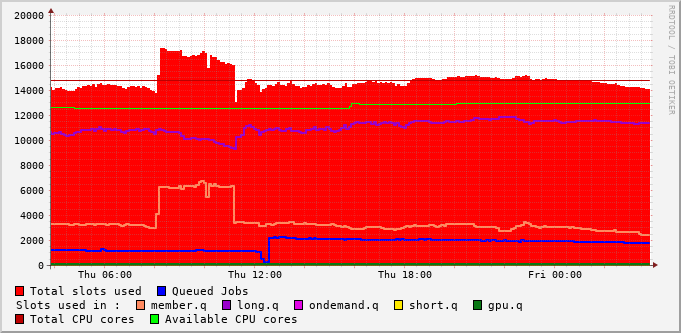 20000
18000
16000
14000
12000
10000
8000
6000
4000
2000
0
Thu 06:00 Thu 12:00 Thu 18:00 Fri 00:00
RRDTOOL / TOBI OETIKER
Total slots used Queued Jobs
Slots used in : member.q long.q ondemand.q short.q gpu.q
Total CPU cores Available CPU cores